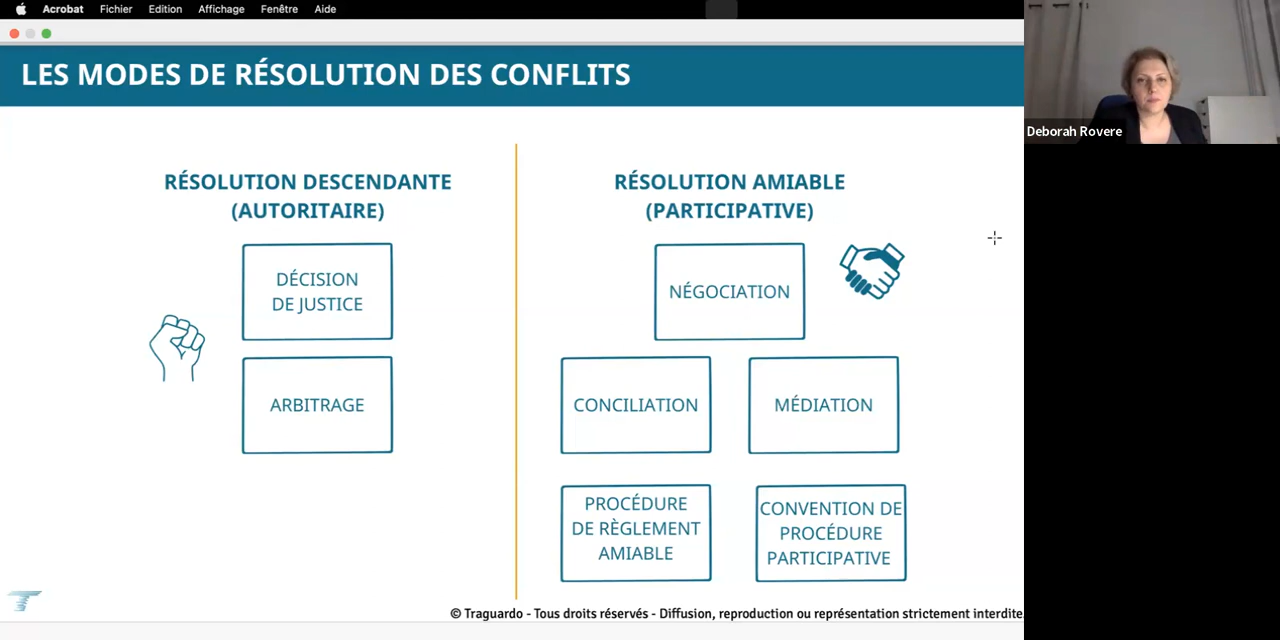 Acrobat Fichier Edition Affichage Fenêtre Aide
LES MODES DE RÉSOLUTION DES CONFLITS
Deborah Rovere
RÉSOLUTION DESCENDANTE
(AUTORITAIRE)
DÉCISION
DE JUSTICE
ARBITRAGE
RÉSOLUTION AMIABLE
(PARTICIPATIVE)
NÉGOCIATION
CONCILIATION
MÉDIATION
PROCÉDURE
DE RÈGLEMENT
AMIABLE
CONVENTION DE
PROCÉDURE
PARTICIPATIVE
© Traguardo - Tous droits réservés - Diffusion, reproduction ou représentation strictement interdite